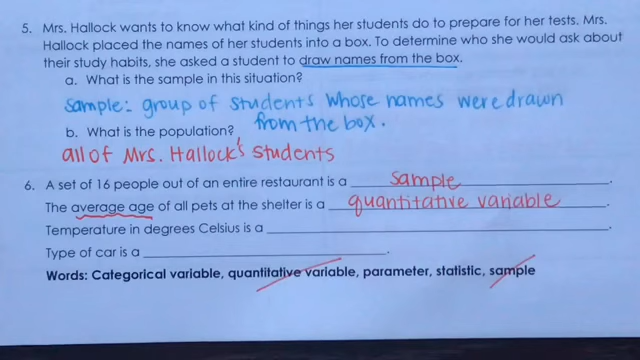 5. Mrs. Hallock wants to know what kind of things her students do to prepare for her tests. Mrs.
Hallock placed the names of her students into a box. To determine who she would ask about
their study habits, she asked a student to draw names from the box.
a. What is the sample in this situation?
sample: group of students whose names were drawn
from the box.
b. What is the population?
all of Mrs. Hallock's students
6. A set of 16 people out of an entire restaurant is a sample.
The average age of all pets at the shelter is a quantitative variable.
Temperature in degrees Celsius is a ____________.
Type of car is a ____________.
Words: Categorical variable, quantitative variable, parameter, statistic, sample